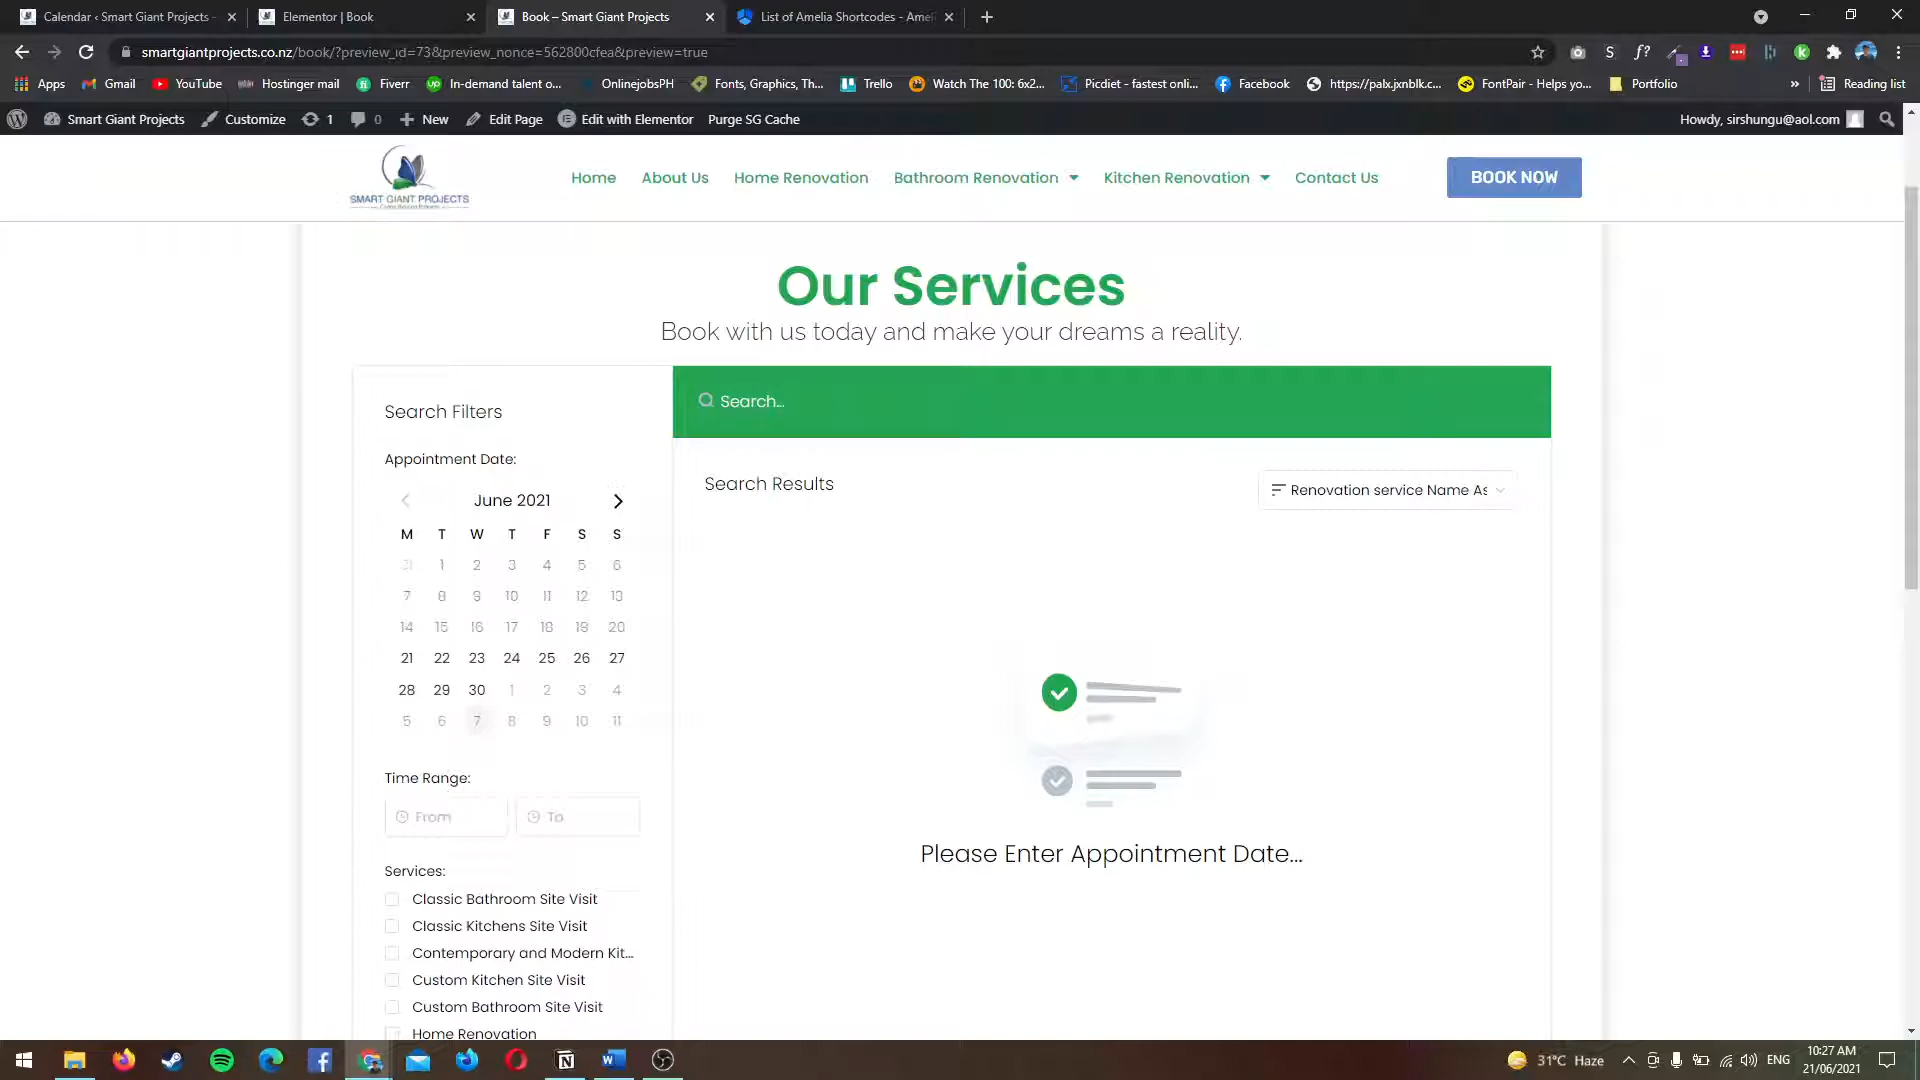 Calendar ‹ Smart Giant Projects -
Elementor | Book
Book – Smart Giant Projects
List of Amelia Shortcodes - Amel
smartgiantprojects.co.nz/book/?preview_id=73&preview_nonce=562800cfea&preview=true
Apps
Gmail
YouTube
Hostinger mail
Fiverr
In-demand talent o...
OnlinejobsPH
Fonts, Graphics, Th...
Trello
Watch The 100: 6x2...
Picdiet - fastest onli...
Facebook
https://palx.jxnblk.c...
FontPair - Helps yo...
Portfolio
»
Reading list
Smart Giant Projects
Customize
1
0
New
Edit Page
Edit with Elementor
Purge SG Cache
Howdy, sirshungu@aol.com
SMART GIANT PROJECTS
Home
About Us
Home Renovation
Bathroom Renovation
Kitchen Renovation
Contact Us
BOOK NOW
Our Services
Book with us today and make your dreams a reality.
Search Filters
Search...
Appointment Date:
Search Results
Renovation service Name As
June 2021
M T W T F S S
31 1 2 3 4 5 6
7 8 9 10 11 12 13
14 15 16 17 18 19 20
21 22 23 24 25 26 27
28 29 30 1 2 3 4
5 6 7 8 9 10 11
Please Enter Appointment Date...
Time Range:
From
To
Services:
Classic Bathroom Site Visit
Classic Kitchens Site Visit
Contemporary and Modern Kit...
Custom Kitchen Site Visit
Custom Bathroom Site Visit
Home Renovation
31°C Haze
ENG
10:27 AM
21/06/2021